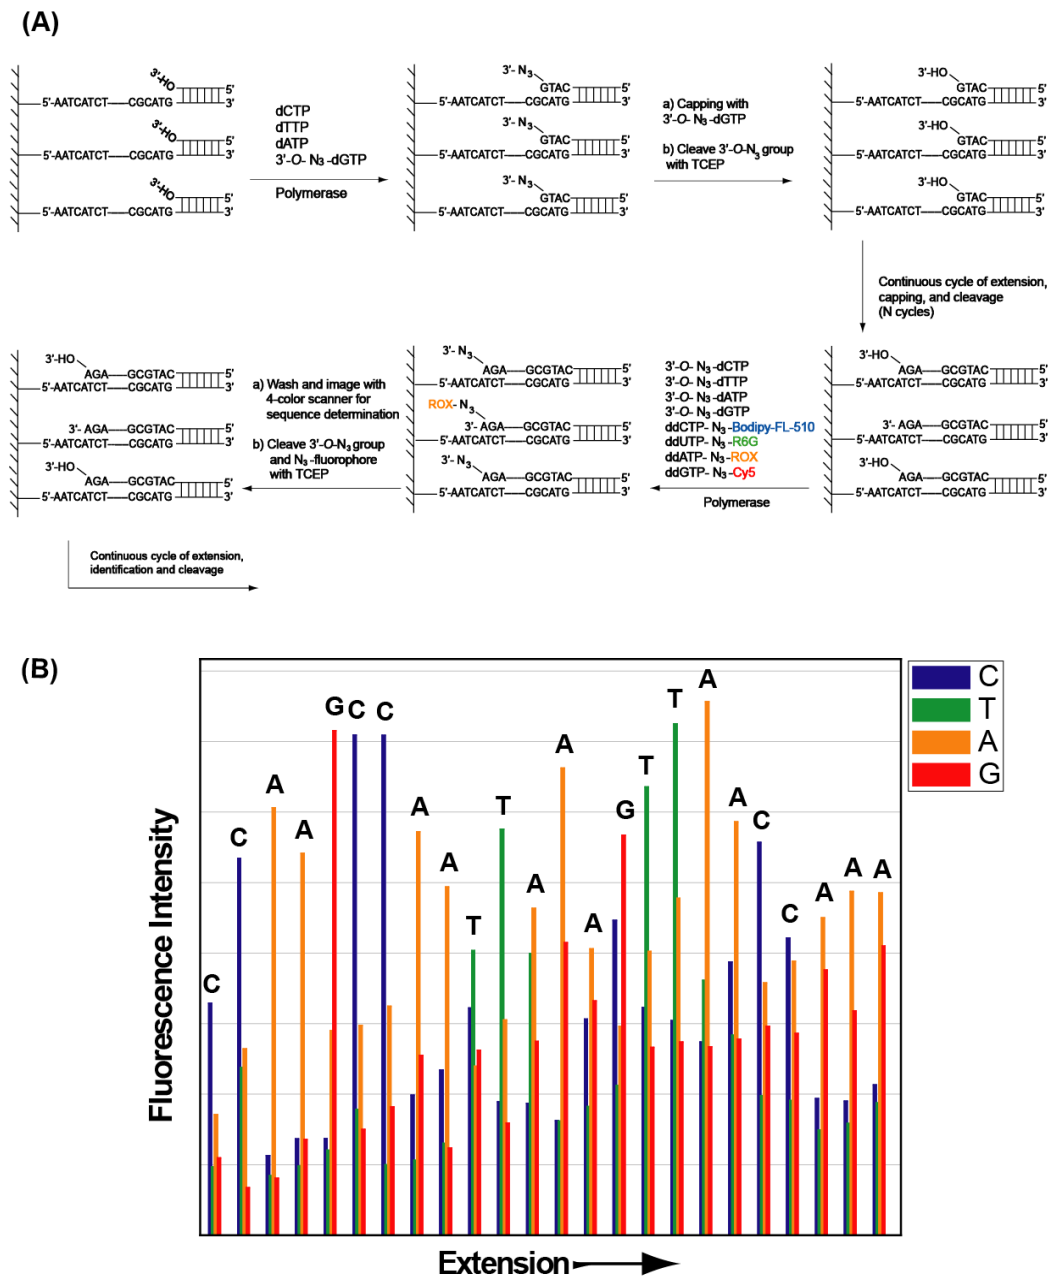 (A)
3'-HO
5'
5'-AATCATCT—CGCATG 3'
3'-HO
5'
5'-AATCATCT—CGCATG 3'
3'-HO
5'
5'-AATCATCT—CGCATG 3'
dCTP
dTTP
dATP
3'-O- N3 -dGTP
Polymerase
3'- N3
GTAC 5'
5'-AATCATCT—CGCATG 3'
3'- N3
GTAC 5'
5'-AATCATCT—CGCATG 3'
3'- N3
GTAC 5'
5'-AATCATCT—CGCATG 3'
a) Capping with
3'-O- N3 -dGTP
b) Cleave 3'-O-N3 group
with TCEP
3'-HO
GTAC 5'
5'-AATCATCT—CGCATG 3'
3'-HO
GTAC 5'
5'-AATCATCT—CGCATG 3'
3'-HO
GTAC 5'
5'-AATCATCT—CGCATG 3'
Continuous cycle of extension,
capping, and cleavage
(N cycles)
3'-HO
AGA—GCGTAC 5'
5'-AATCATCT—CGCATG 3'
3'-HO
AGA—GCGTAC 5'
5'-AATCATCT—CGCATG 3'
3'-HO
AGA—GCGTAC 5'
5'-AATCATCT—CGCATG 3'
3'-O- N3 -dCTP
3'-O- N3 -dTTP
3'-O- N3 -dATP
3'-O- N3 -dGTP
ddCTP- N3 -Bodipy-FL-510
ddUTP- N3 -R6G
ddATP- N3 -ROX
ddGTP- N3 -Cy5
Polymerase
3'- N3
AGA—GCGTAC 5'
5'-AATCATCT—CGCATG 3'
ROX- N3
3'- AGA—GCGTAC 5'
5'-AATCATCT—CGCATG 3'
3'- N3
AGA—GCGTAC 5'
5'-AATCATCT—CGCATG 3'
a) Wash and image with
4-color scanner for
sequence determination
b) Cleave 3'-O-N3 group
and N3 -fluorophore
with TCEP
3'-HO
AGA—GCGTAC 5'
5'-AATCATCT—CGCATG 3'
3'- AGA—GCGTAC 5'
5'-AATCATCT—CGCATG 3'
3'-HO
AGA—GCGTAC 5'
5'-AATCATCT—CGCATG 3'
Continuous cycle of extension,
identification and cleavage
(B)
Fluorescence Intensity
C C A A G C C A A T T A A A G T T A A C C A A A
C
T
A
G
Extension